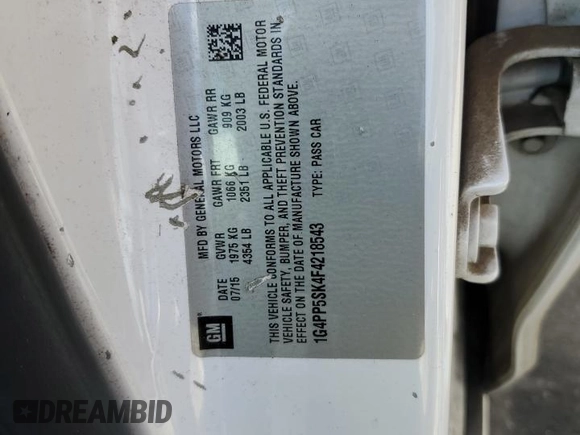 MFD BY GENERAL MOTORS LLC
DATE GVWR GAWR FRT GAWR RR
07/15 1975 KG 1066 KG 909 KG
4354 LB 2351 LB 2003 LB
THIS VEHICLE CONFORMS TO ALL APPLICABLE U.S. FEDERAL MOTOR
VEHICLE SAFETY, BUMPER, AND THEFT PREVENTION STANDARDS IN
EFFECT ON THE DATE OF MANUFACTURE SHOWN ABOVE.
1G4PP5SK4F4218543 TYPE: PASS CAR
GM
DREAMBID